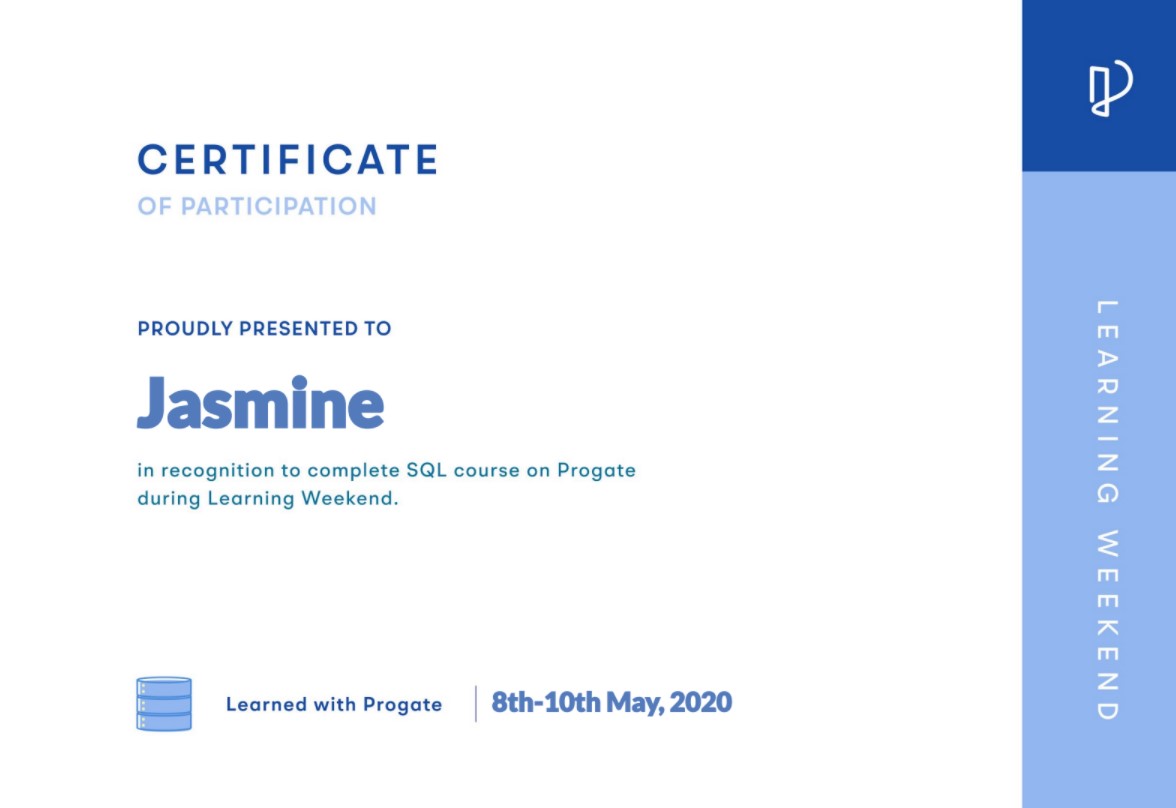 CERTIFICATE
OF PARTICIPATION
PROUDLY PRESENTED TO
Jasmine
in recognition to complete SQL course on Progate
during Learning Weekend.
Learned with Progate
8th-10th May, 2020
LEARNING WEEKEND